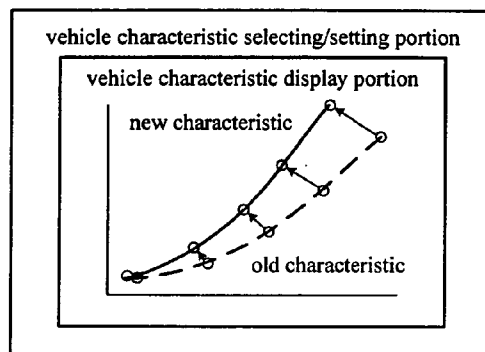 vehicle characteristic selecting/setting portion
vehicle characteristic display portion
new characteristic
old characteristic